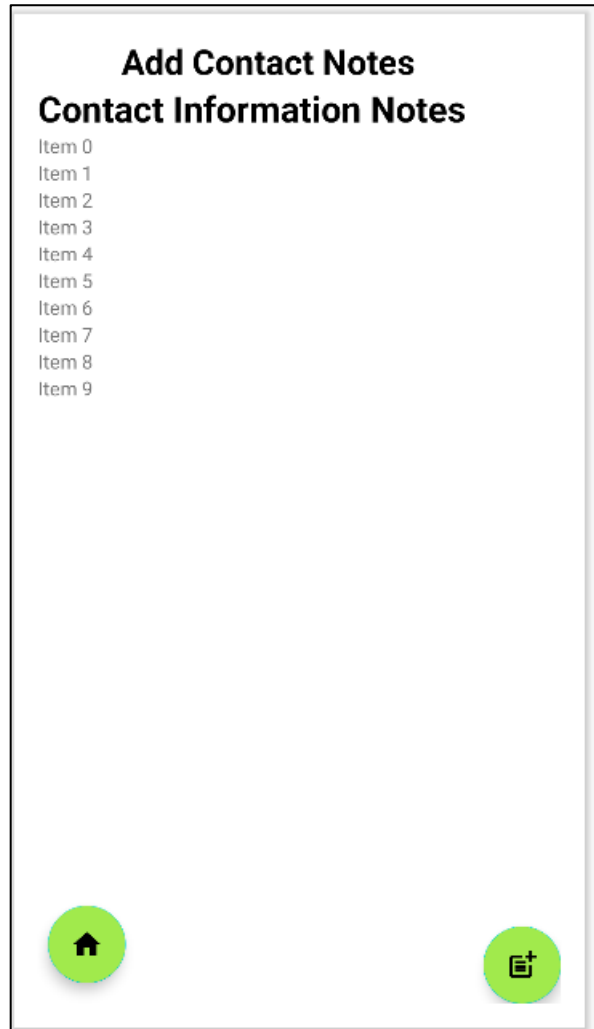 Add Contact Notes
Contact Information Notes
Item 0
Item 1
Item 2
Item 3
Item 4
Item 5
Item 6
Item 7
Item 8
Item 9